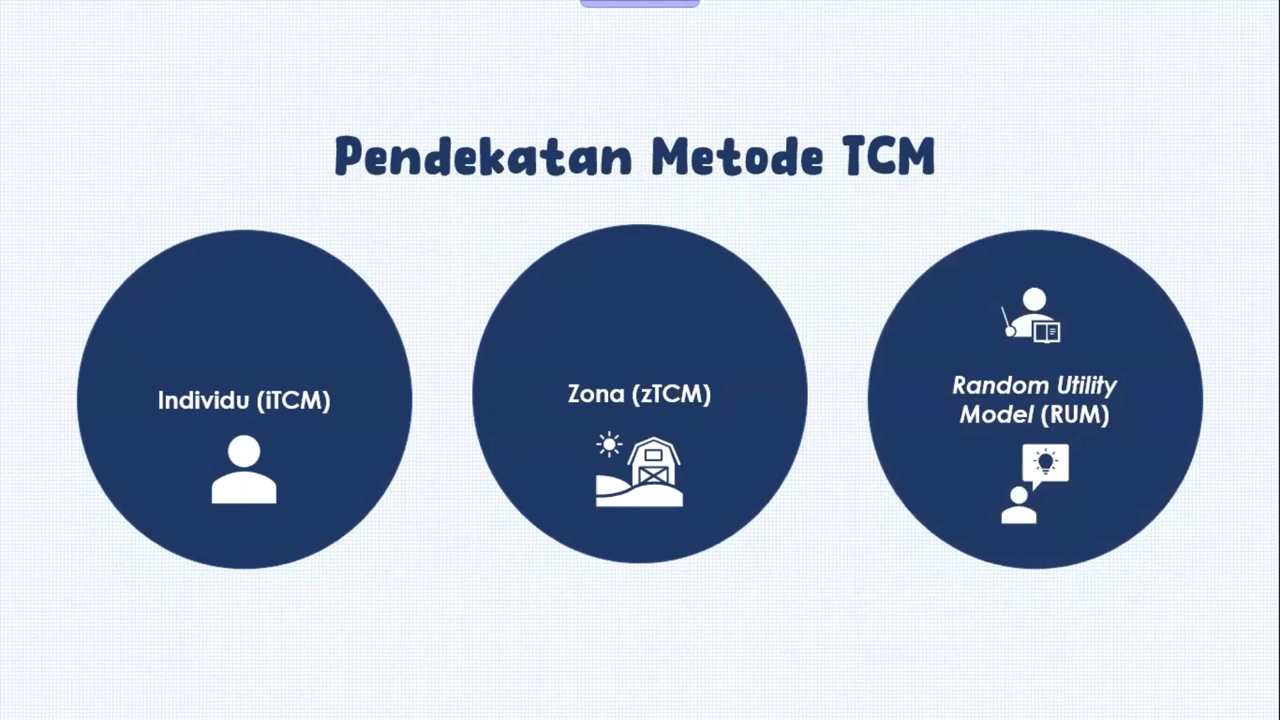 Pendekatan Metode TCM
Individu (iTCM)
Zona (zTCM)
Random Utility
Model (RUM)